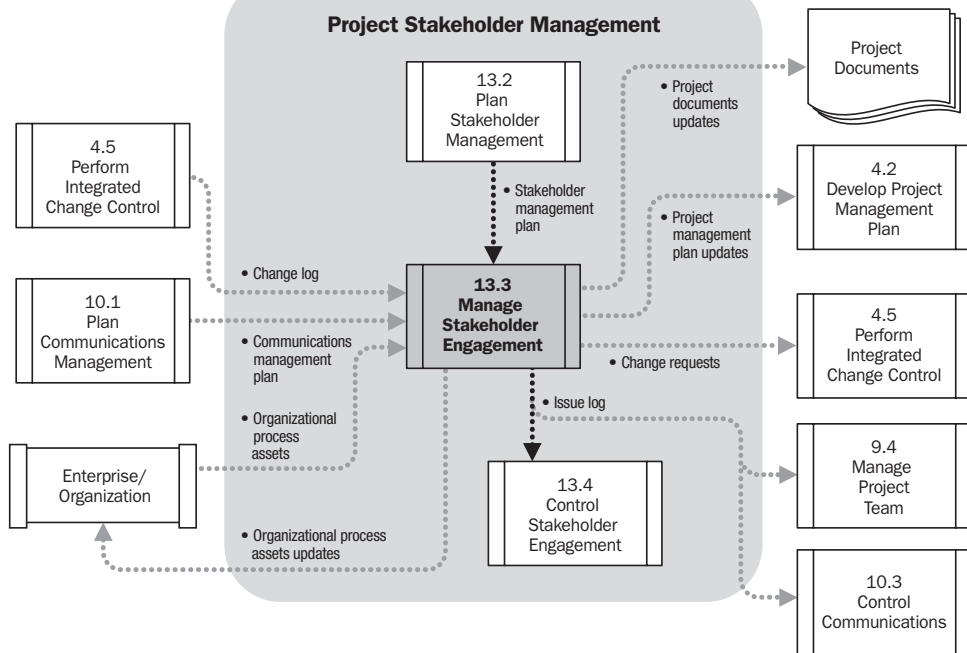 Project Stakeholder Management
13.2
Plan
Stakeholder
Management
Project
Documents
• Project
documents
updates
4.5
Perform
Integrated
Change Control
4.2
Develop Project
Management
Plan
• Stakeholder
management
plan
• Project
management
plan updates
• Change log
13.3
Manage
Stakeholder
Engagement
10.1
Plan
Communications
Management
4.5
Perform
Integrated
Change Control
• Communications
management
plan
• Change requests
• Issue log
• Organizational
process
assets
Enterprise/
Organization
9.4
Manage
Project
Team
13.4
Control
Stakeholder
Engagement
• Organizational process
assets updates
10.3
Control
Communications